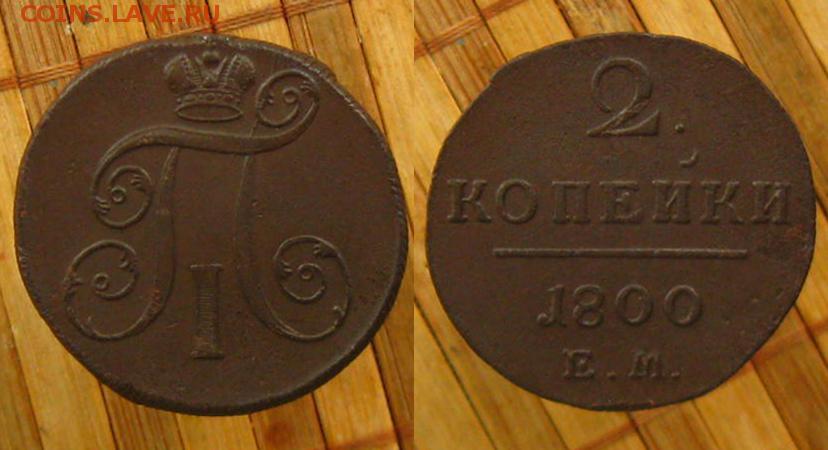 COINS.LAVE.RU
П
I
2.
КОПЕЙКИ
1800
Е.М.